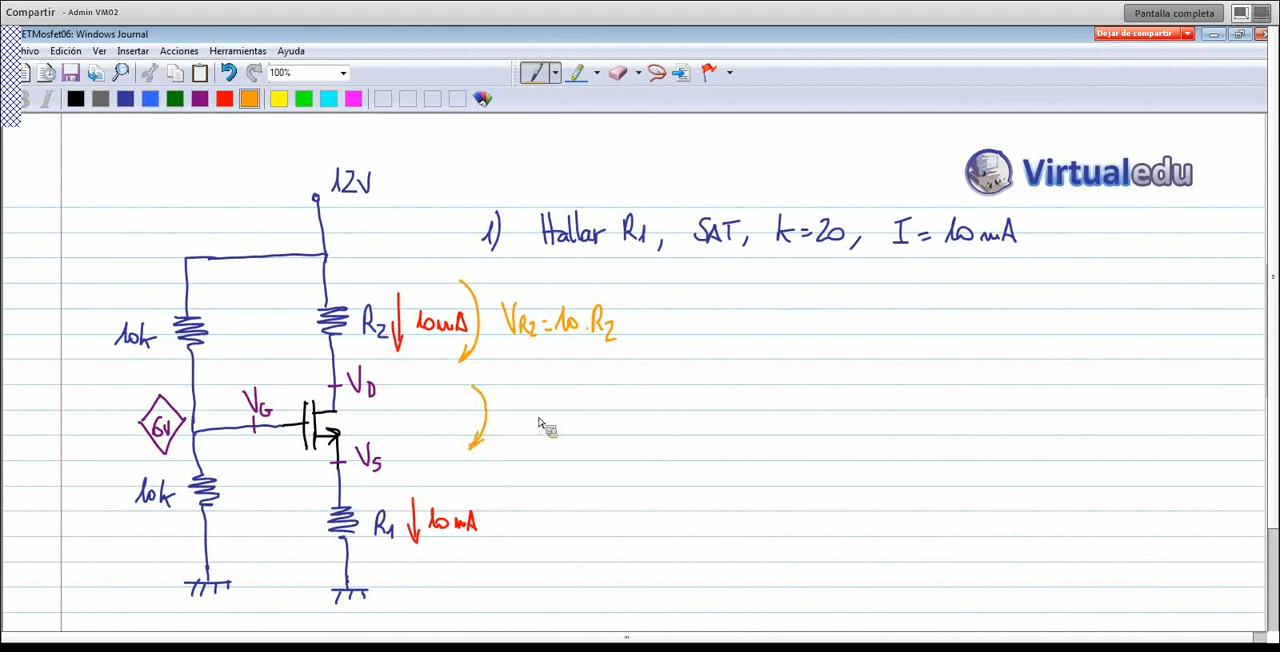 Compartir - Admin VM02
Pantalla completa
ETMosfet06: Windows Journal
Dejar de compartir
hivo Edición Ver Insertar Acciones Herramientas Ayuda
100%
Virtualedu
12V
1) Hallar R1, SAT, k=20, I = 10mA
10k
R2
10mA
VR2=10.R2
VD
VG
6V
VS
10k
R1
10mA